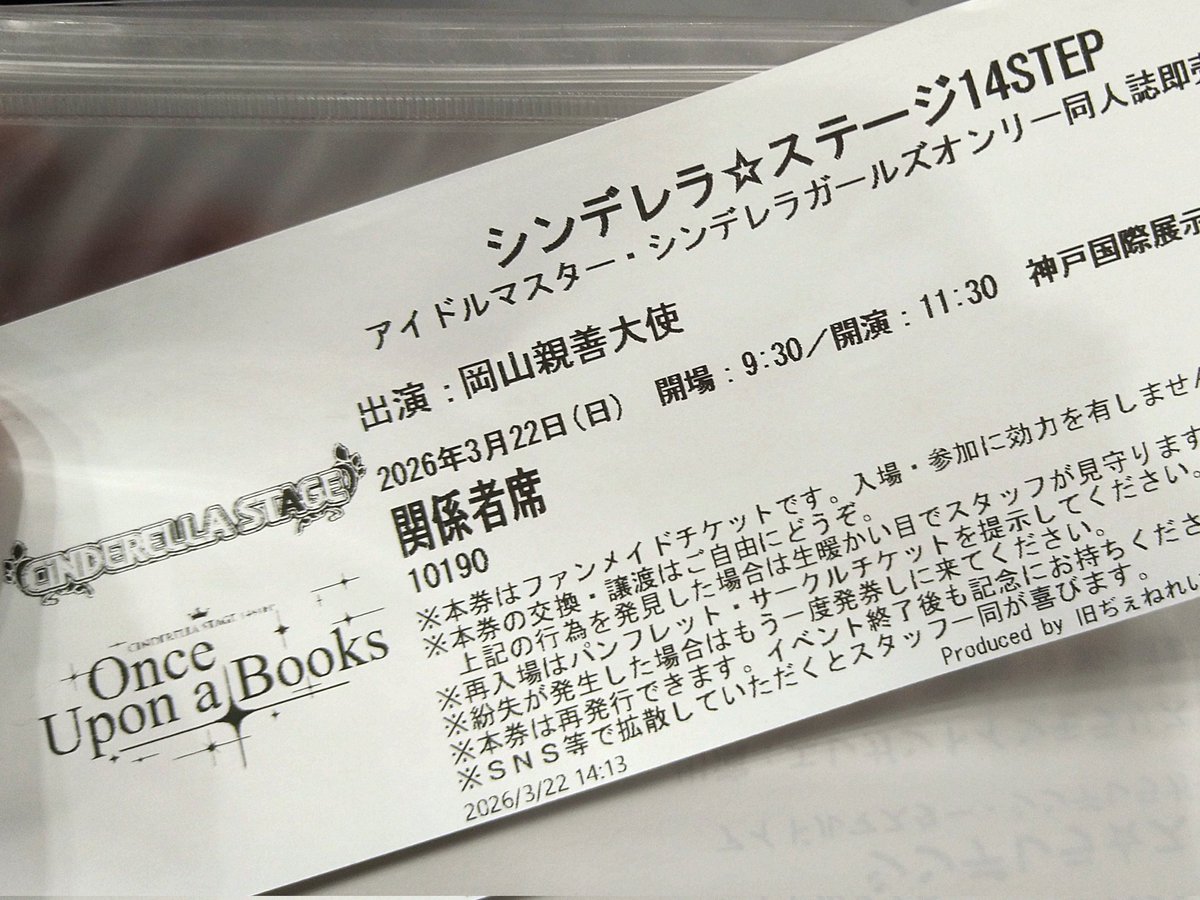 シンデレラ☆ステージ14STEP
アイドルマスター・シンデレラガールズオンリー同人誌即売
出演：岡山親善大使
2026年3月22日(日)　開場：9:30／開演：11:30　神戸国際展示
関係者席
10190
※本券はファンメイドチケットです。入場・参加に効力を有しません
※本券の交換・譲渡はご自由にどうぞ。
上記の行為を発見した場合は生暖かい目でスタッフが見守ります
※再入場はパンフレット・サークルチケットを提示してください。
※紛失が発生した場合はもう一度発券しに来てください。
※本券は再発行できます。イベント終了後も記念にお持ちくださ
※ＳＮＳ等で拡散していただくとスタッフ一同が喜びます。
Produced by 旧ぢぇねれい
2026/3/22 14:13
CINDERELLA STAGE
CINDERELLA STAGE 14STEP
Once
Upon a Books